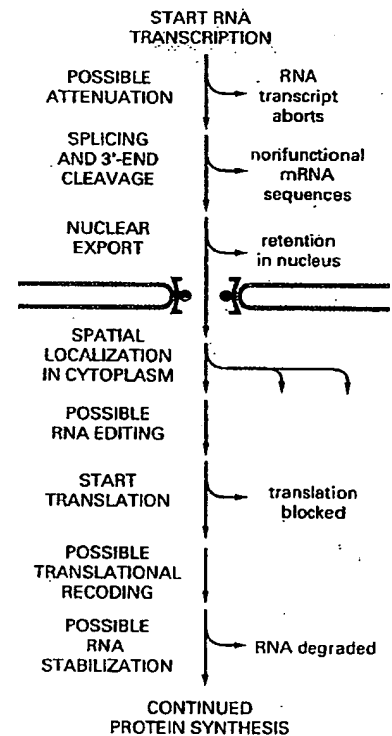 START RNA
TRANSCRIPTION
POSSIBLE
ATTENUATION
RNA
transcript
aborts
SPLICING
AND 3'-END
CLEAVAGE
norifunctional
mRNA
sequences
NUCLEAR
EXPORT
retention
in nucleus
SPATIAL
LOCALIZATION
IN CYTOPLASM
POSSIBLE
RNA EDITING
START
TRANSLATION
translation
blocked
POSSIBLE
TRANSLATIONAL
RECODING
POSSIBLE
RNA
STABILIZATION
RNA degraded
CONTINUED
PROTEIN SYNTHESIS